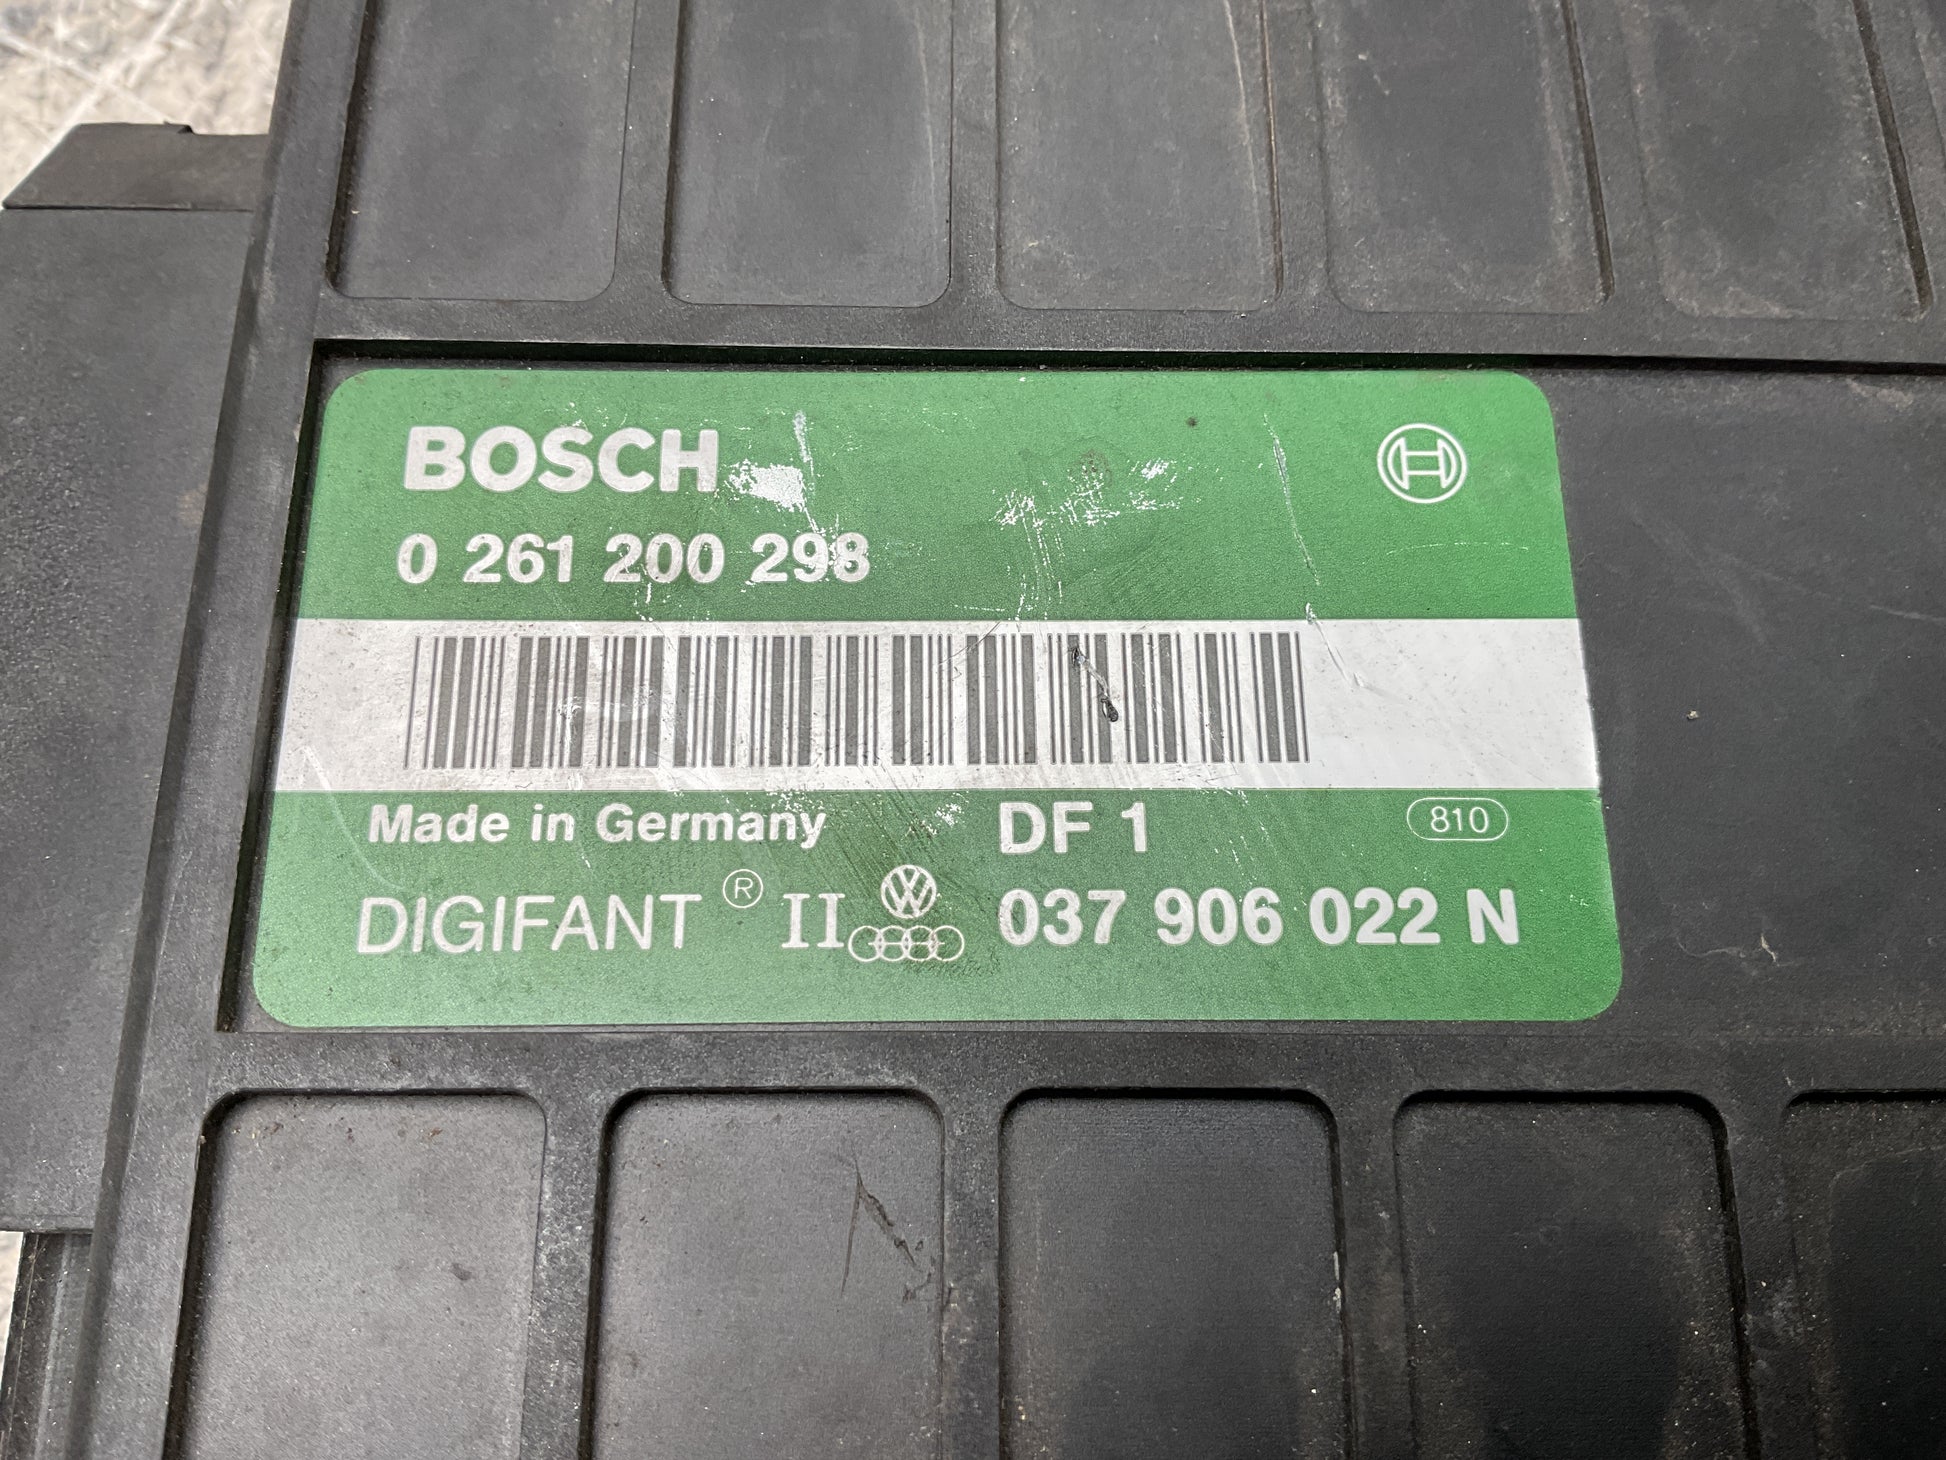 BOSCH
0 261 200 298
Made in Germany DF 1 810
DIGIFANT ® II 037 906 022 N